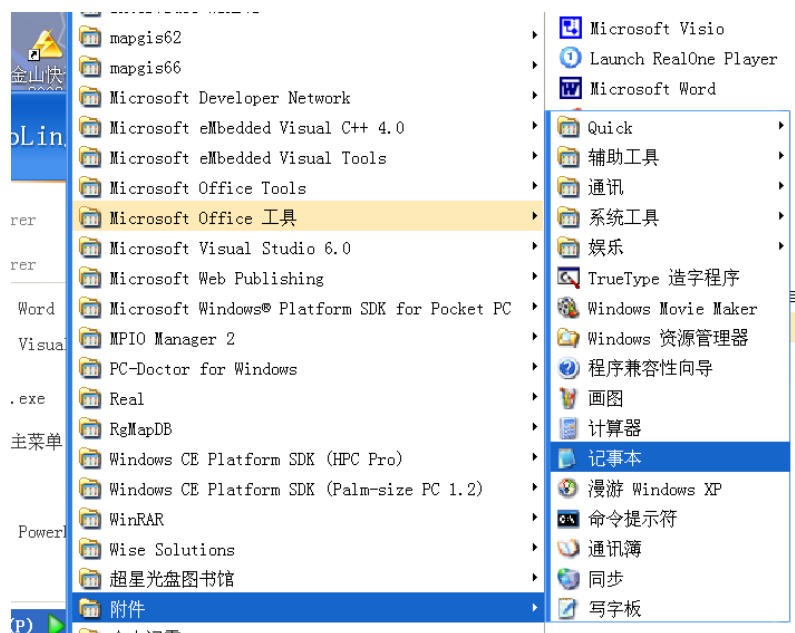 mapgis62
mapgis66
Microsoft Developer Network
Microsoft eMbedded Visual C++ 4.0
Microsoft eMbedded Visual Tools
Microsoft Office Tools
Microsoft Office 工具
Microsoft Visual Studio 6.0
Microsoft Web Publishing
Microsoft Windows® Platform SDK for Pocket PC
MPIO Manager 2
PC-Doctor for Windows
Real
RgMapDB
Windows CE Platform SDK (HPC Pro)
Windows CE Platform SDK (Palm-size PC 1.2)
WinRAR
Wise Solutions
超星光盘图书馆
附件
Microsoft Visio
Launch RealOne Player
Microsoft Word
Quick
辅助工具
通讯
系统工具
娱乐
TrueType 造字程序
Windows Movie Maker
Windows 资源管理器
程序兼容性向导
画图
计算器
记事本
漫游 Windows XP
命令提示符
通讯簿
同步
写字板
金山快
oLin
rer
rer
Word
Visual
.exe
主菜单
Power
(P)